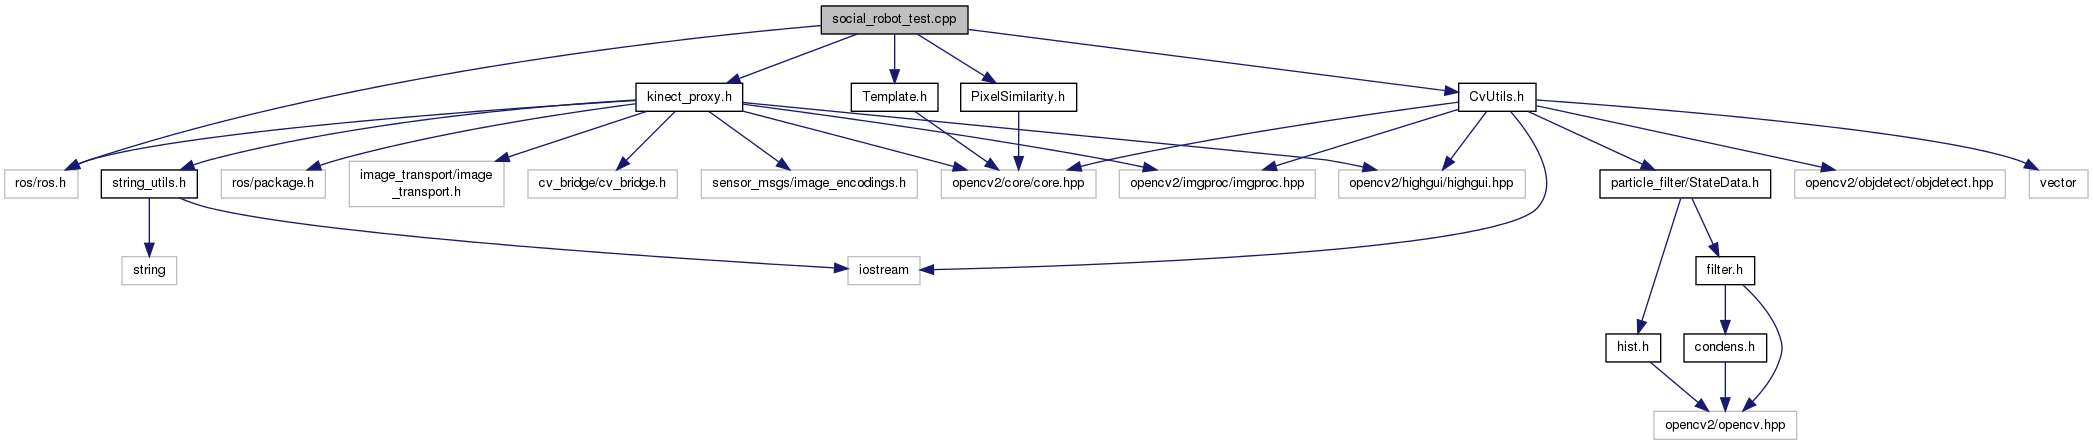 social_robot_test.cpp
kinect_proxy.h
Template.h
PixelSimilarity.h
CvUtils.h
ros/ros.h
string_utils.h
ros/package.h
image_transport/image
_transport.h
cv_bridge/cv_bridge.h
sensor_msgs/image_encodings.h
opencv2/core/core.hpp
opencv2/imgproc/imgproc.hpp
opencv2/highgui/highgui.hpp
particle_filter/StateData.h
opencv2/objdetect/objdetect.hpp
vector
string
iostream
filter.h
hist.h
condens.h
opencv2/opencv.hpp